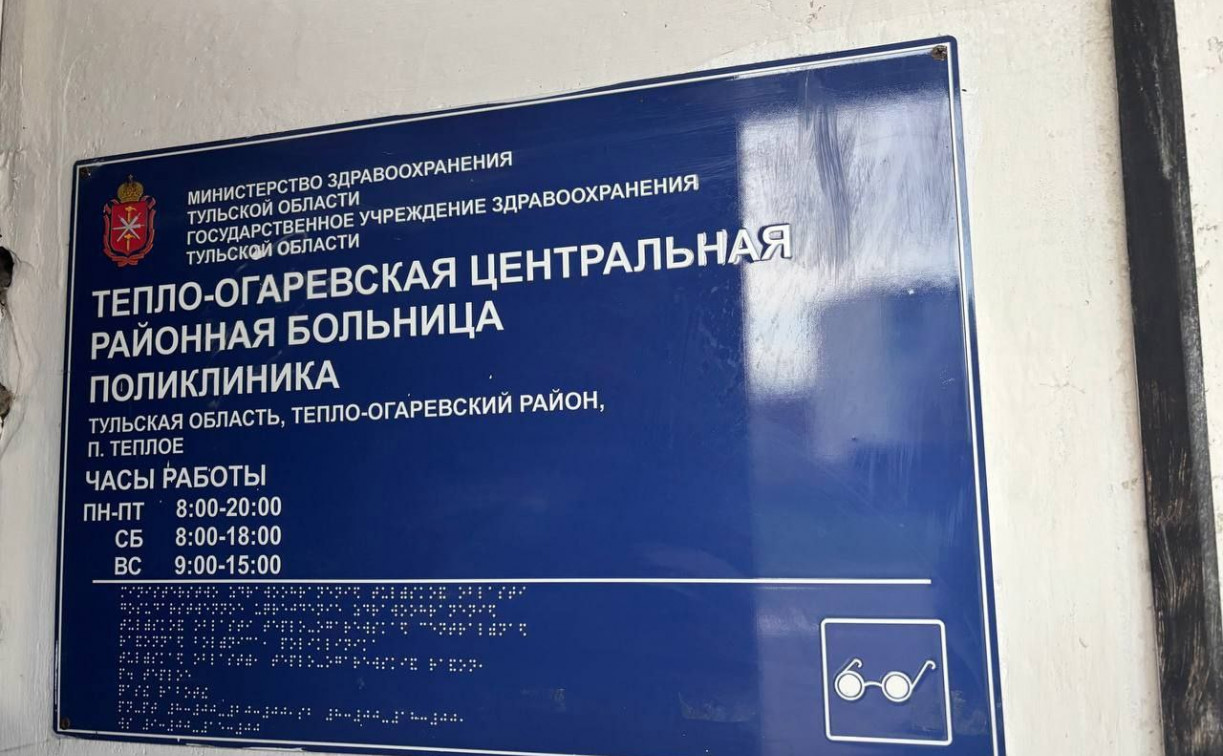 МИНИСТЕРСТВО ЗДРАВООХРАНЕНИЯ
ТУЛЬСКОЙ ОБЛАСТИ
ГОСУДАРСТВЕННОЕ УЧРЕЖДЕНИЕ ЗДРАВООХРАНЕНИЯ
ТУЛЬСКОЙ ОБЛАСТИ
ТЕПЛО-ОГАРЕВСКАЯ ЦЕНТРАЛЬНАЯ
РАЙОННАЯ БОЛЬНИЦА
ПОЛИКЛИНИКА
ТУЛЬСКАЯ ОБЛАСТЬ, ТЕПЛО-ОГАРЕВСКИЙ РАЙОН,
П. ТЕПЛОЕ
ЧАСЫ РАБОТЫ
ПН-ПТ 8:00-20:00
СБ 8:00-18:00
ВС 9:00-15:00